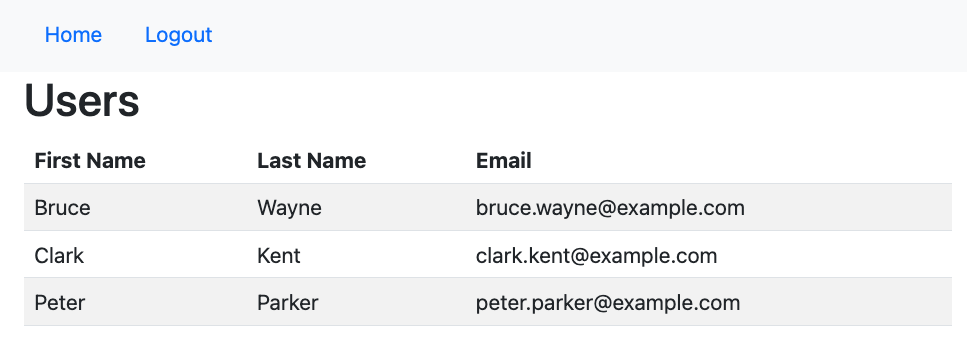 Home Logout
Users
First Name Last Name Email
Bruce Wayne bruce.wayne@example.com
Clark Kent clark.kent@example.com
Peter Parker peter.parker@example.com